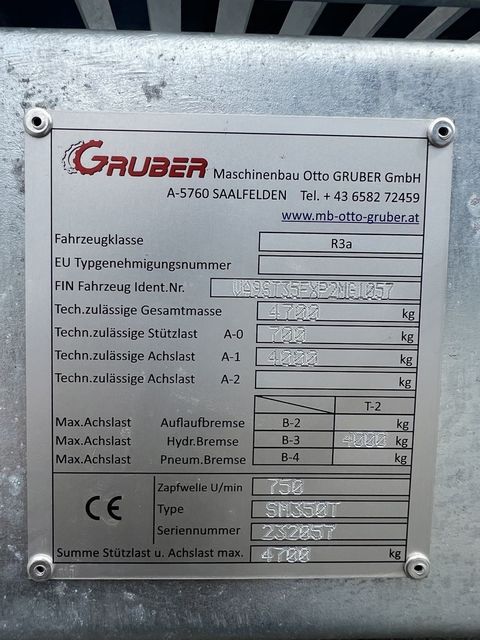 GRUBER Maschinenbau Otto GRUBER GmbH
A-5760 SAALFELDEN Tel. + 43 6582 72459
www.mb-otto-gruber.at
Fahrzeugklasse R3a
EU Typgenehmigungsnummer
FIN Fahrzeug Ident.Nr.
Tech.zulässige Gesamtmasse 4700 kg
Techn.zulässige Stützlast A-0 700 kg
Techn.zulässige Achslast A-1 4000 kg
Techn.zulässige Achslast A-2 kg
T-2
Max.Achslast Auflaufbremse B-2 kg
Max.Achslast Hydr.Bremse B-3 4000 kg
Max.Achslast Pneum.Bremse B-4 kg
CE
Zapfwelle U/min 750
Type SM350T
Seriennummer 232057
Summe Stützlast u. Achslast max. 4700 kg